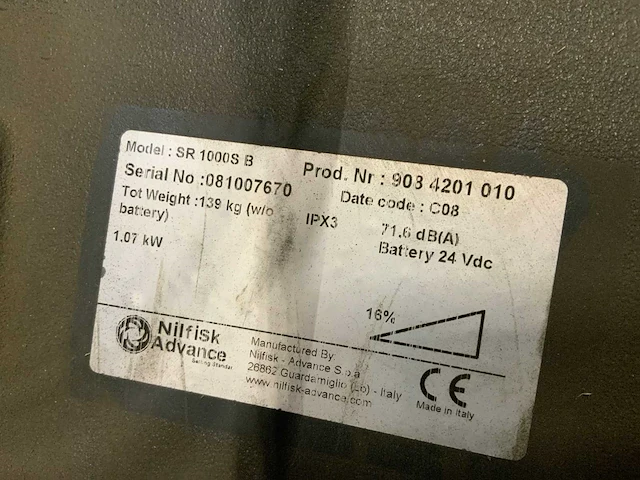 Model : SR 1000S B
Prod. Nr : 908 4201 010
Serial No :081007670
Date code : C08
Tot Weight :139 kg (w/o
battery)
IPX3
71.6 dB(A)
Battery 24 Vdc
1.07 kW
16%
Nilfisk
Advance
Setting Standards
Manufactured By:
Nilfisk - Advance S.p.a
26862 Guardamiglio (Lo) - Italy
www.nilfisk-advance.com
CE
Made in Italy